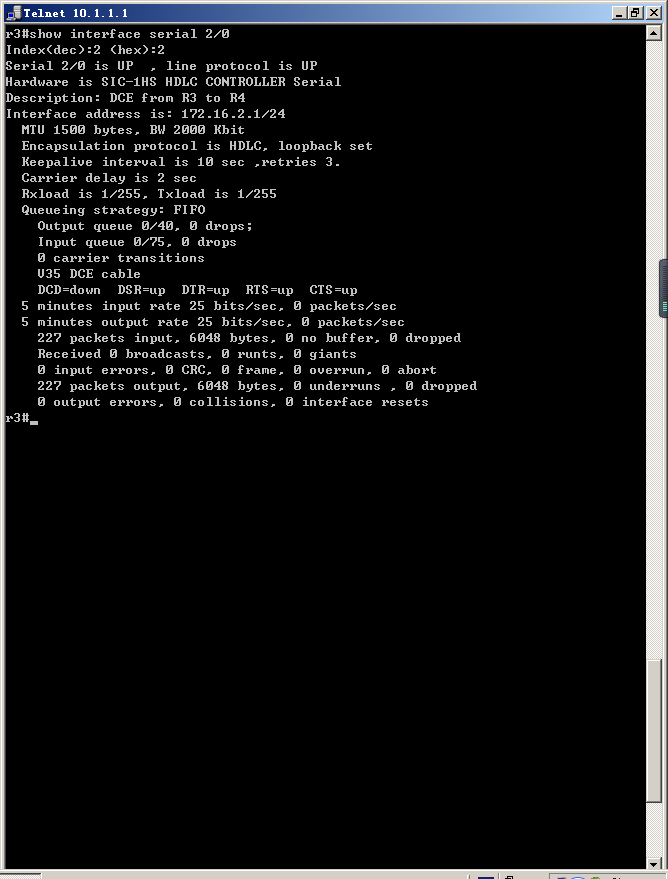 Telnet 10.1.1.1
r3#show interface serial 2/0
Index(dec):2 (hex):2
Serial 2/0 is UP  , line protocol is UP
Hardware is SIC-1HS HDLC CONTROLLER Serial
Description: DCE from R3 to R4
Interface address is: 172.16.2.1/24
  MTU 1500 bytes, BW 2000 Kbit
  Encapsulation protocol is HDLC, loopback set
  Keepalive interval is 10 sec ,retries 3.
  Carrier delay is 2 sec
  Rxload is 1/255, Txload is 1/255
  Queueing strategy: FIFO
    Output queue 0/40, 0 drops;
    Input queue 0/75, 0 drops
    0 carrier transitions
    V35 DCE cable
    DCD=down  DSR=up  DTR=up  RTS=up  CTS=up
  5 minutes input rate 25 bits/sec, 0 packets/sec
  5 minutes output rate 25 bits/sec, 0 packets/sec
    227 packets input, 6048 bytes, 0 no buffer, 0 dropped
    Received 0 broadcasts, 0 runts, 0 giants
    0 input errors, 0 CRC, 0 frame, 0 overrun, 0 abort
    227 packets output, 6048 bytes, 0 underruns , 0 dropped
    0 output errors, 0 collisions, 0 interface resets
r3#_